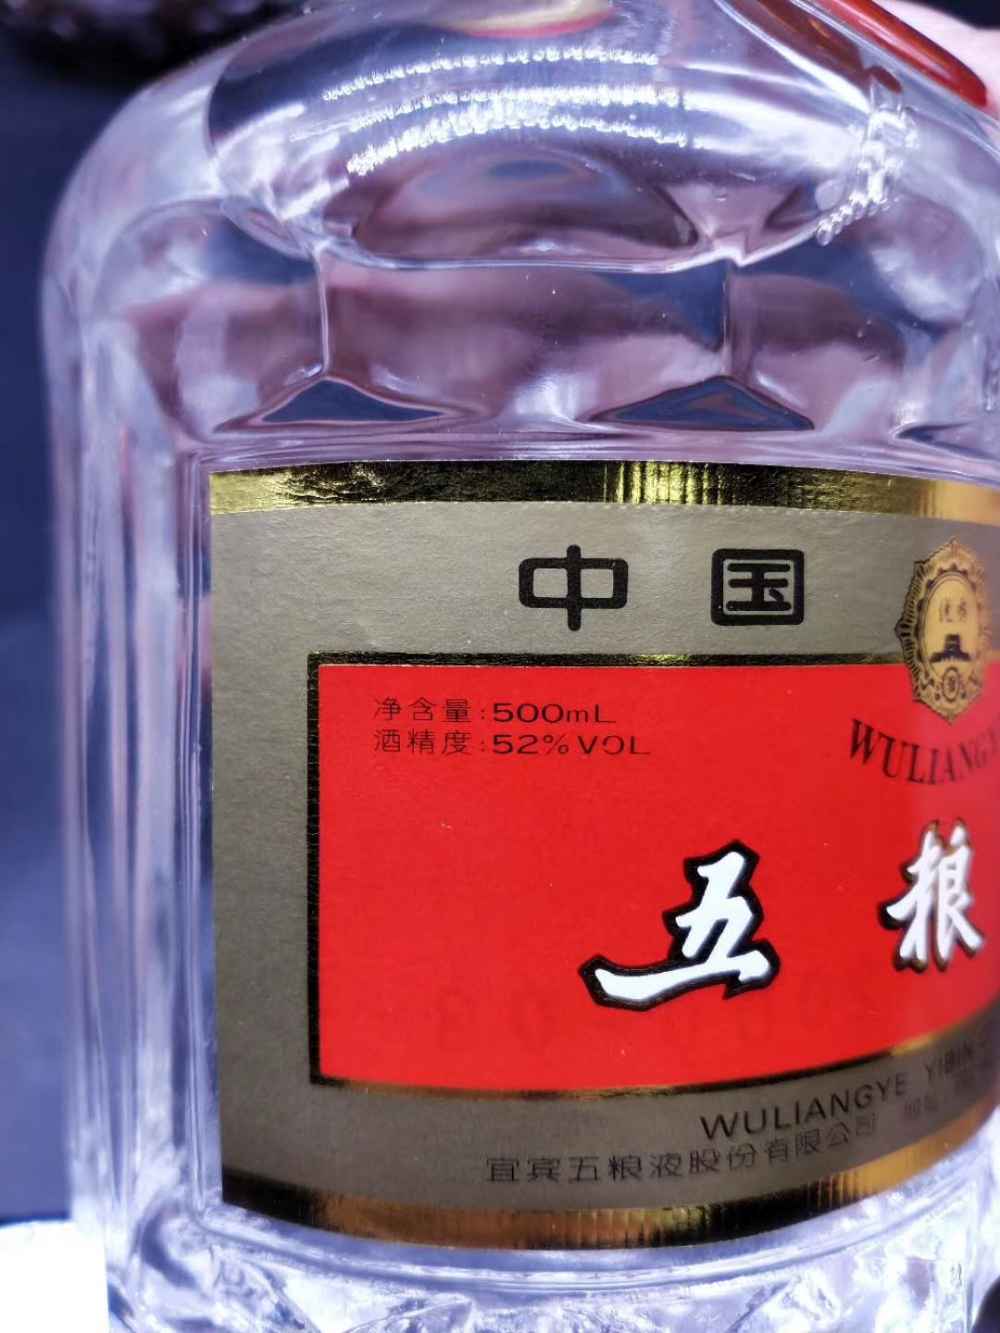 中国
净含量:500mL
酒精度:52%VOL
WULIANGY
五粮
WULIANGYE YIBIN
宜宾五粮液股份有限公司